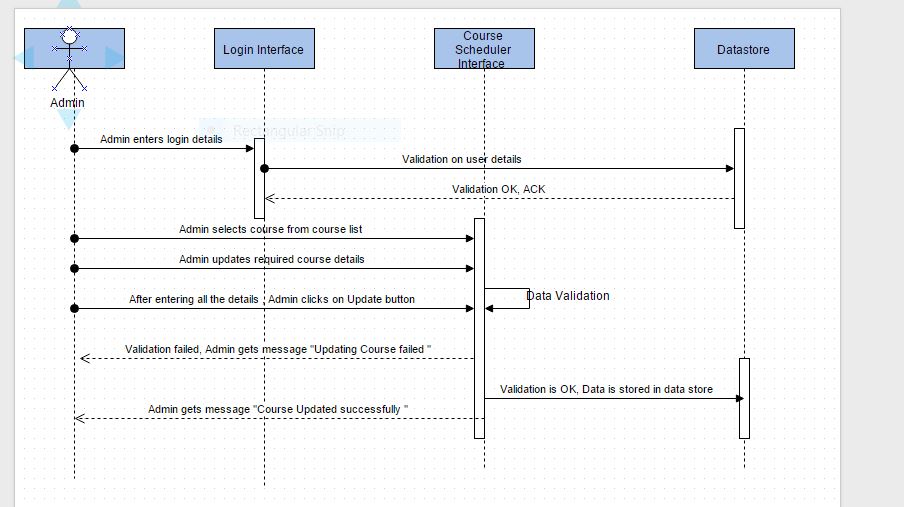 Login Interface
Course
Scheduler
Interface
Datastore
Admin
Rectangular Snip
Admin enters login details
Validation on user details
Validation OK, ACK
Admin selects course from course list
Admin updates required course details
Data Validation
After entering all the details , Admin clicks on Update button
Validation failed, Admin gets message "Updating Course failed "
Validation is OK, Data is stored in data store
Admin gets message "Course Updated successfully "